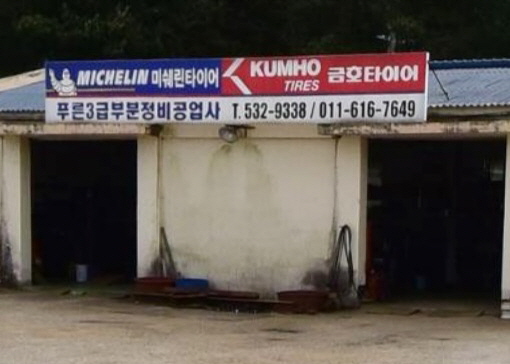 MICHELIN 미쉐린타이어 KUMHO TIRES 금호타이어
푸른3급부분정비공업사 T. 532-9338 / 011-616-7649